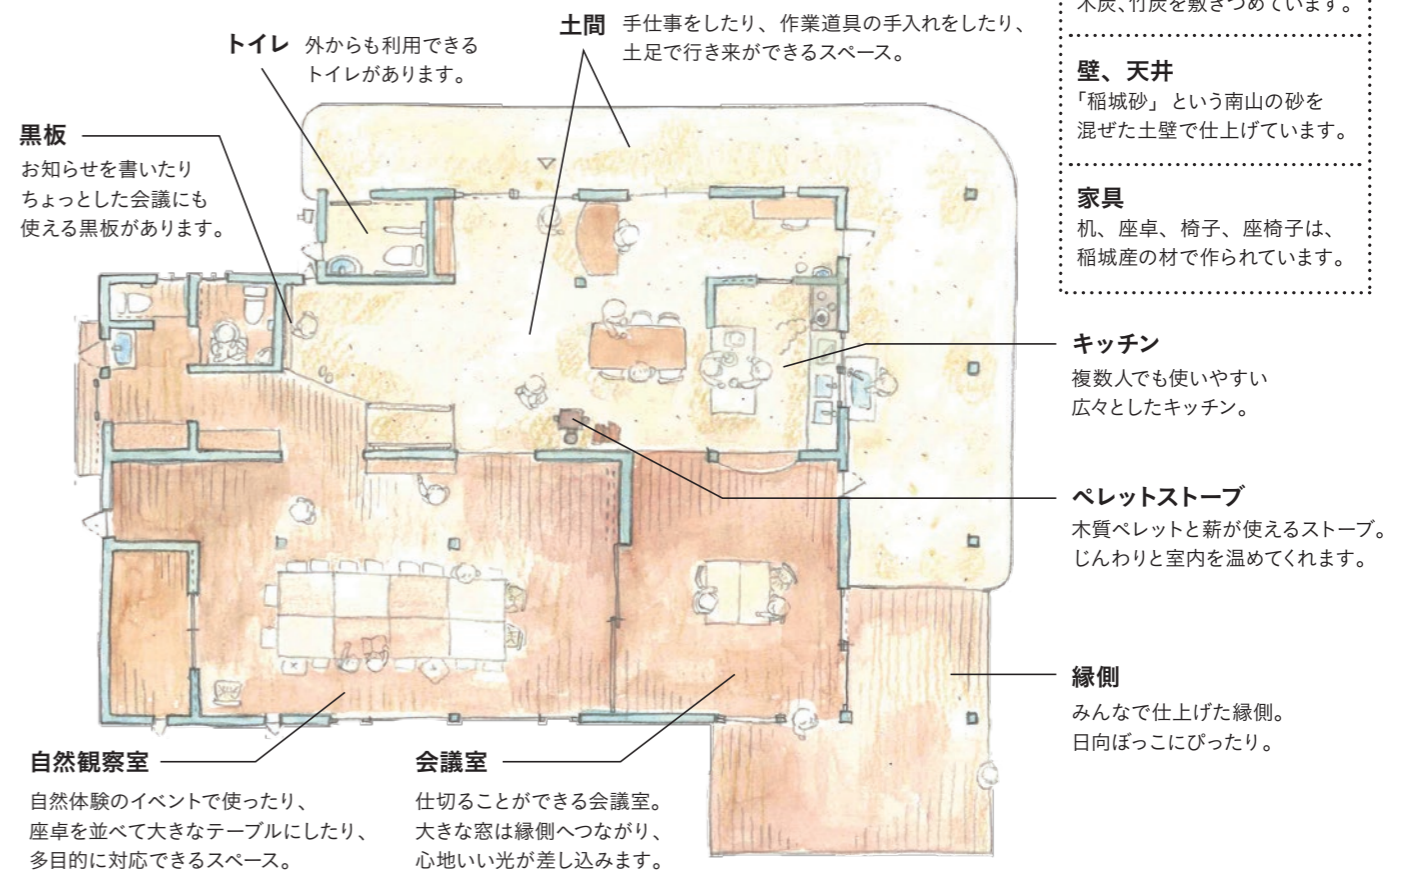 トイレ 外からも利用できる
トイレがあります。
土間 手仕事をしたり、作業道具の手入れをしたり、
土足で行き来ができるスペース。
木炭、竹炭を敷きつめています。
壁、天井
「稲城砂」という南山の砂を
混ぜた土壁で仕上げています。
家具
机、座卓、椅子、座椅子は、
稲城産の材で作られています。
黒板
お知らせを書いたり
ちょっとした会議にも
使える黒板があります。
キッチン
複数人でも使いやすい
広々としたキッチン。
ペレットストーブ
木質ペレットと薪が使えるストーブ。
じんわりと室内を温めてくれます。
縁側
みんなで仕上げた縁側。
日向ぼっこにぴったり。
自然観察室
自然体験のイベントで使ったり、
座卓を並べて大きなテーブルにしたり、
多目的に対応できるスペース。
会議室
仕切ることができる会議室。
大きな窓は縁側へつながり、
心地いい光が差し込みます。